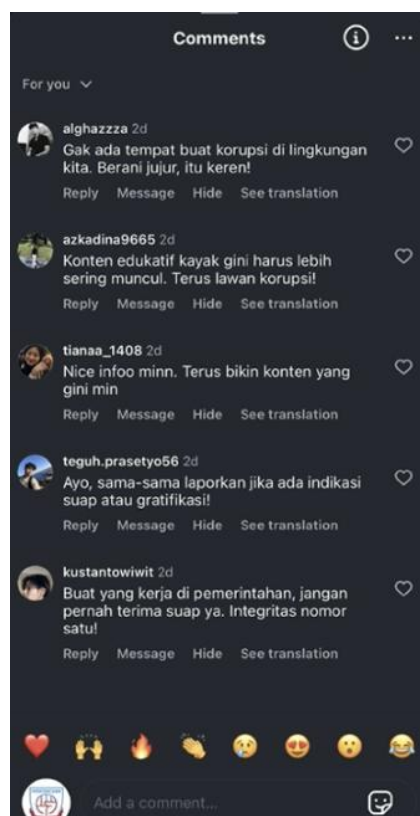 Comments
For you
alghazzza 2d
Gak ada tempat buat korupsi di lingkungan
kita. Berani jujur, itu keren!
Reply Message Hide See translation
azkadina9665 2d
Konten edukatif kayak gini harus lebih
sering muncul. Terus lawan korupsi!
Reply Message Hide See translation
tianaa_1408 2d
Nice infoo minn. Terus bikin konten yang
gini min
Reply Message Hide See translation
teguh.prasetyo56 2d
Ayo, sama-sama laporkan jika ada indikasi
suap atau gratifikasi!
Reply Message Hide See translation
kustantowiwit 2d
Buat yang kerja di pemerintahan, jangan
pernah terima suap ya. Integritas nomor
satu!
Reply Message Hide See translation
Add a comment...